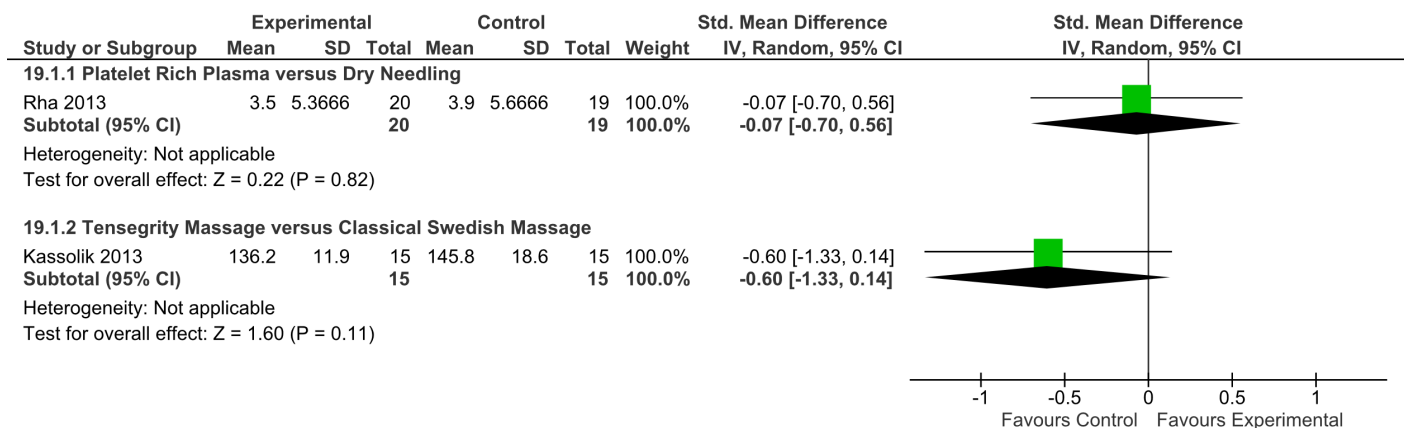 Experimental Control Std. Mean Difference Std. Mean Difference
Study or Subgroup Mean SD Total Mean SD Total Weight IV, Random, 95% CI IV, Random, 95% CI
19.1.1 Platelet Rich Plasma versus Dry Needling
Rha 2013 3.5 5.3666 20 3.9 5.6666 19 100.0% -0.07 [-0.70, 0.56]
Subtotal (95% CI) 20 19 100.0% -0.07 [-0.70, 0.56]
Heterogeneity: Not applicable
Test for overall effect: Z = 0.22 (P = 0.82)
19.1.2 Tensegrity Massage versus Classical Swedish Massage
Kassolik 2013 136.2 11.9 15 145.8 18.6 15 100.0% -0.60 [-1.33, 0.14]
Subtotal (95% CI) 15 15 100.0% -0.60 [-1.33, 0.14]
Heterogeneity: Not applicable
Test for overall effect: Z = 1.60 (P = 0.11)
-1 -0.5 0 0.5 1
Favours Control Favours Experimental